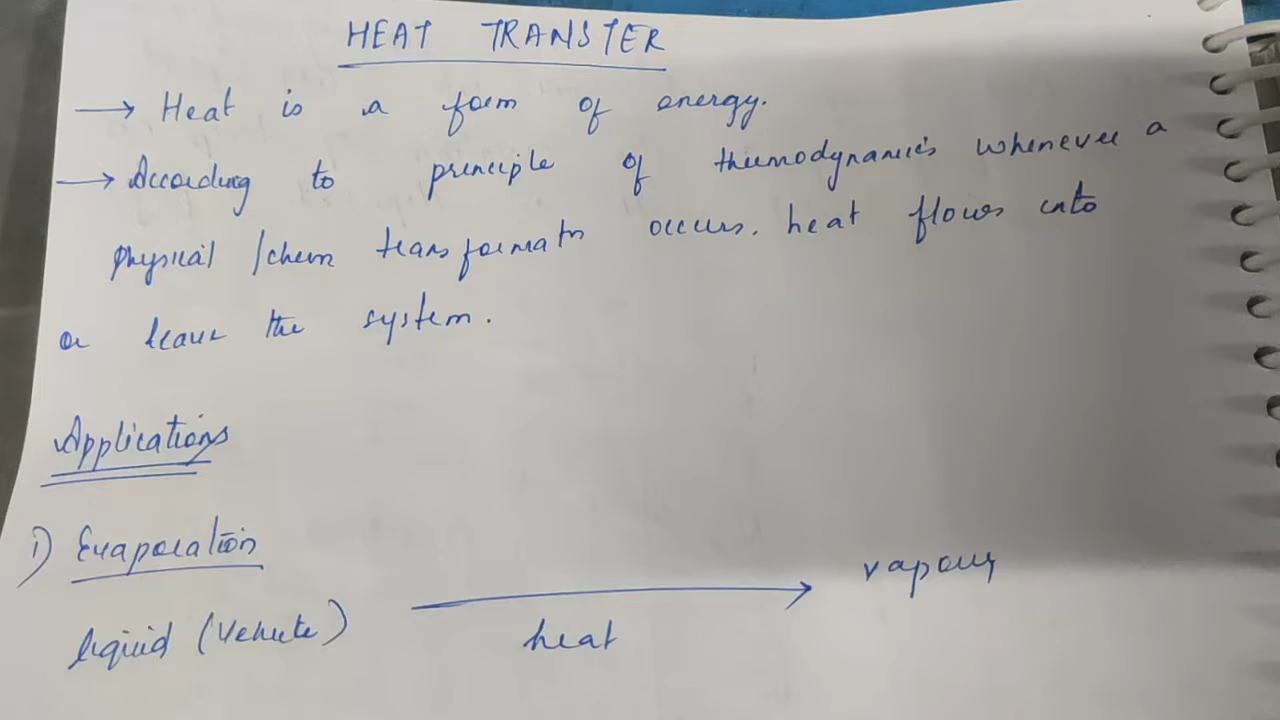 HEAT TRANSFER
→ Heat is a form of energy.
→ According to principle of thermodynamics whenever a
physical /chem transformatn occurs, heat flows into
or leave the system.
Applications
1) Evaporation
liquid (Vehicle) → vapour
heat